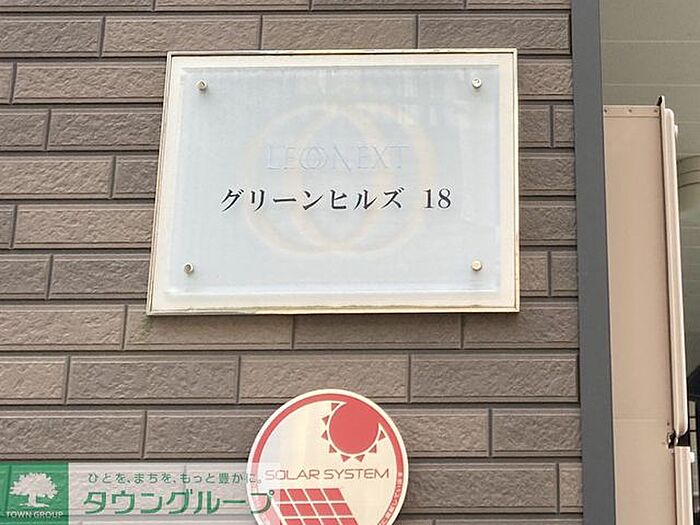 LEONEXT
グリーンヒルズ 18
SOLAR SYSTEM
ひとを、まちを、もっと豊かに。
タウングループ
TOWN GROUP